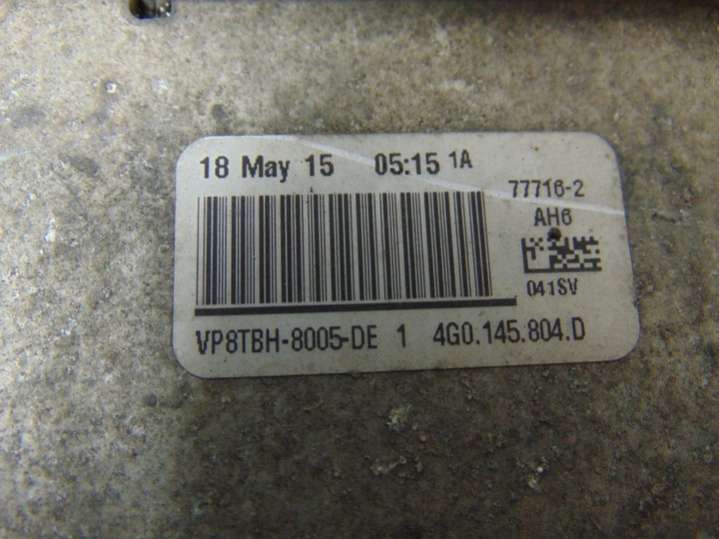 18 May 15 05:15 1A
77716-2
AH6
041SV
VP8TBH-8005-DE 1 4G0.145.804.D